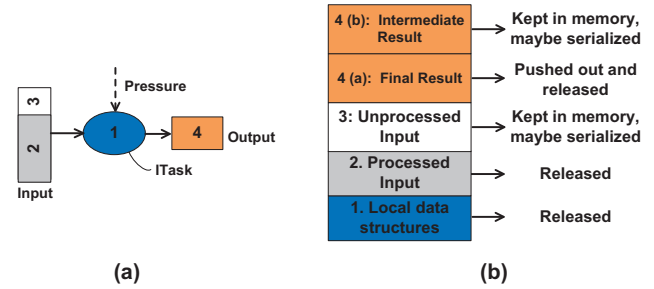 Pressure
3
2
1
4
Output
ITask
Input
(a)
4 (b): Intermediate
Result
Kept in memory,
maybe serialized
4 (a): Final Result
Pushed out and
released
3: Unprocessed
Input
Kept in memory,
maybe serialized
2. Processed
Input
Released
1. Local data
structures
Released
(b)